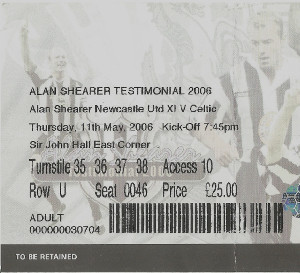 ALAN SHEARER TESTIMONIAL 2006
Alan Shearer Newcastle Utd XI V Celtic
Thursday, 11th May, 2006 Kick-Off 7:45pm
Sir John Hall East Corner
Turnstile 35 36 37 38 Access 10
Row U Seat 0046 Price £25.00
ADULT
000000030704
TO BE RETAINED